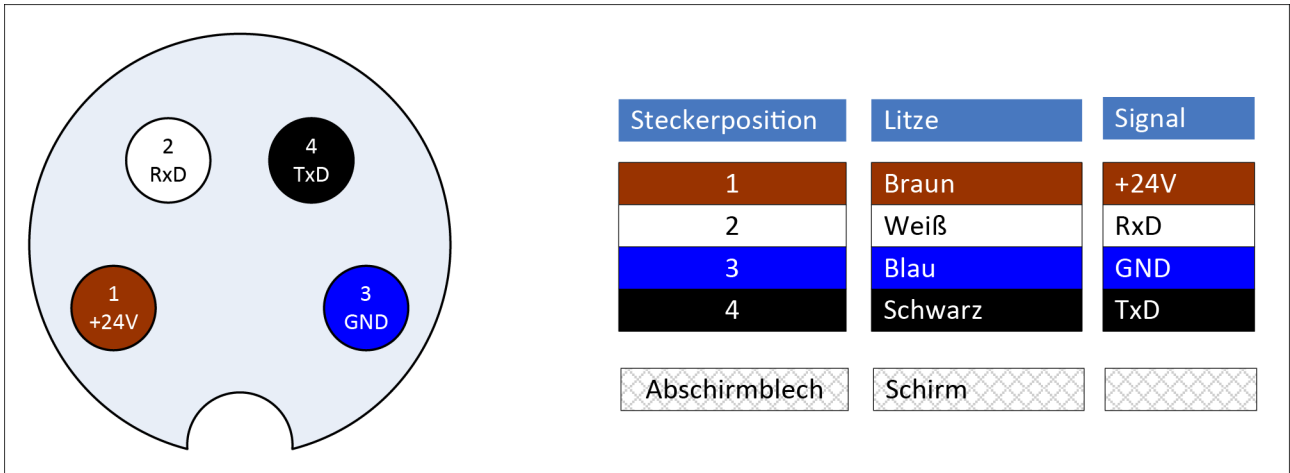 2
RxD
4
TxD
1
+24V
3
GND
Steckerposition Litze Signal
1 Braun +24V
2 Weiß RxD
3 Blau GND
4 Schwarz TxD
Abschirmblech Schirm